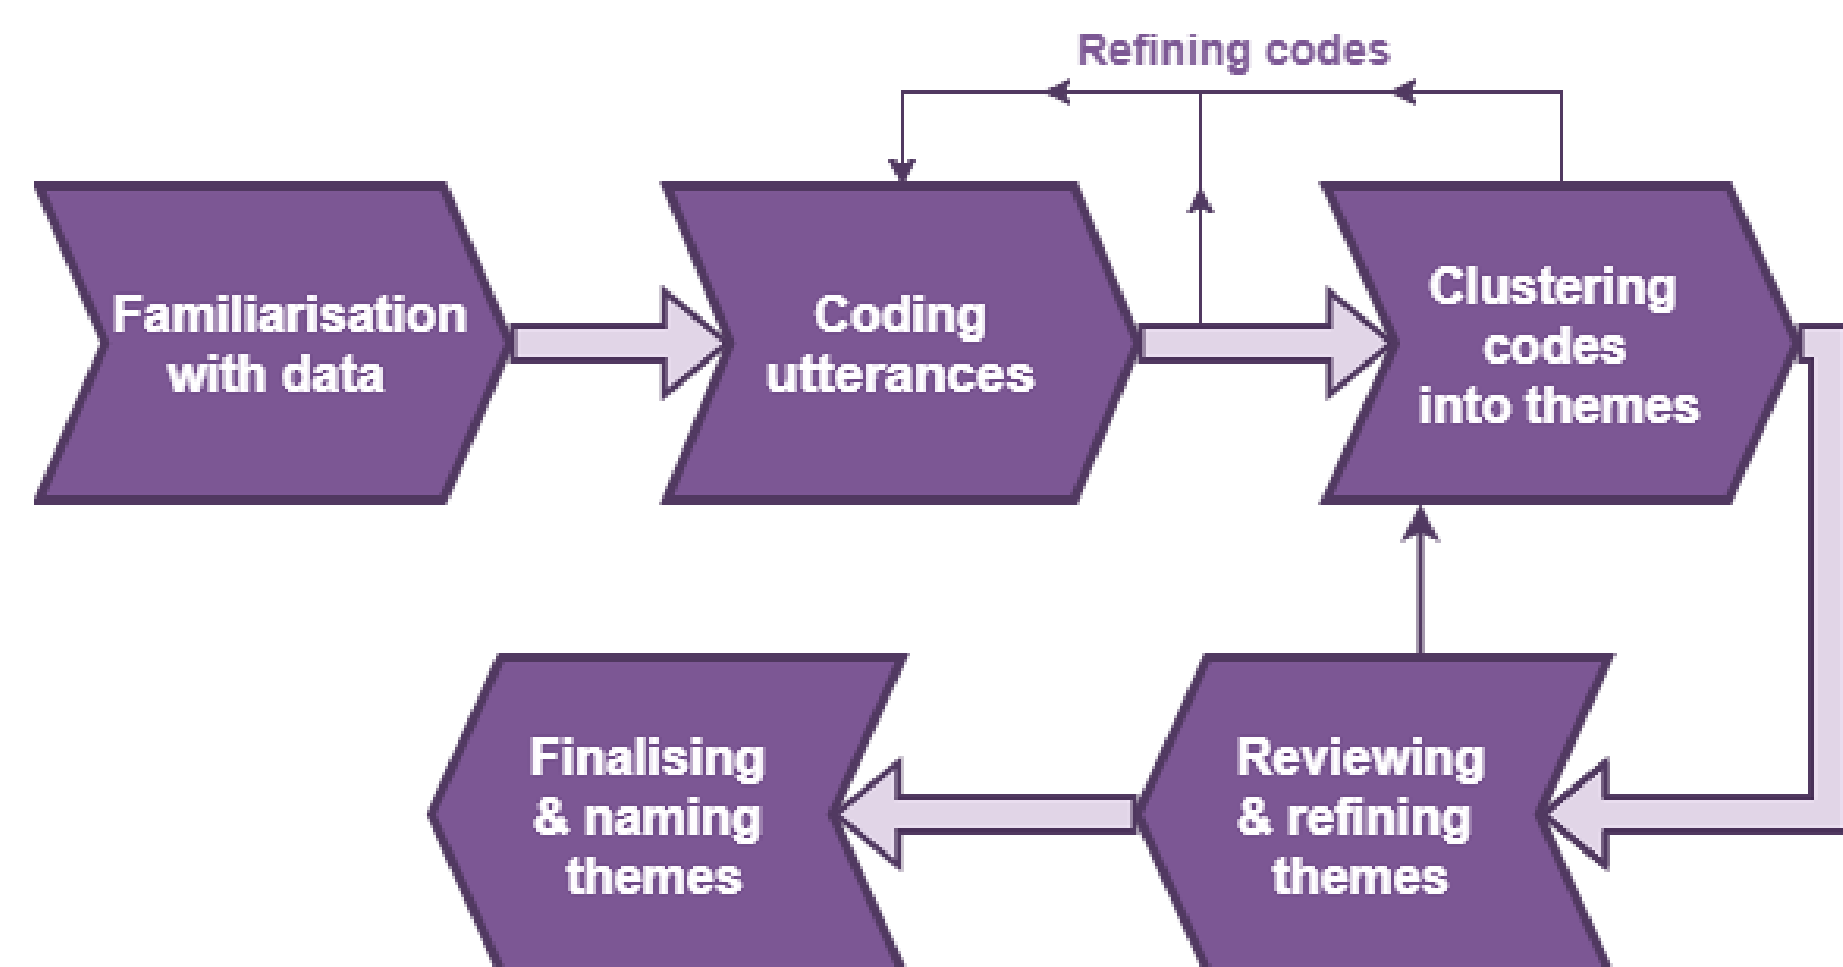 Refining codes
Familiarisation
with data
Coding
utterances
Clustering
codes
into themes
Reviewing
& refining
themes
Finalising
& naming
themes